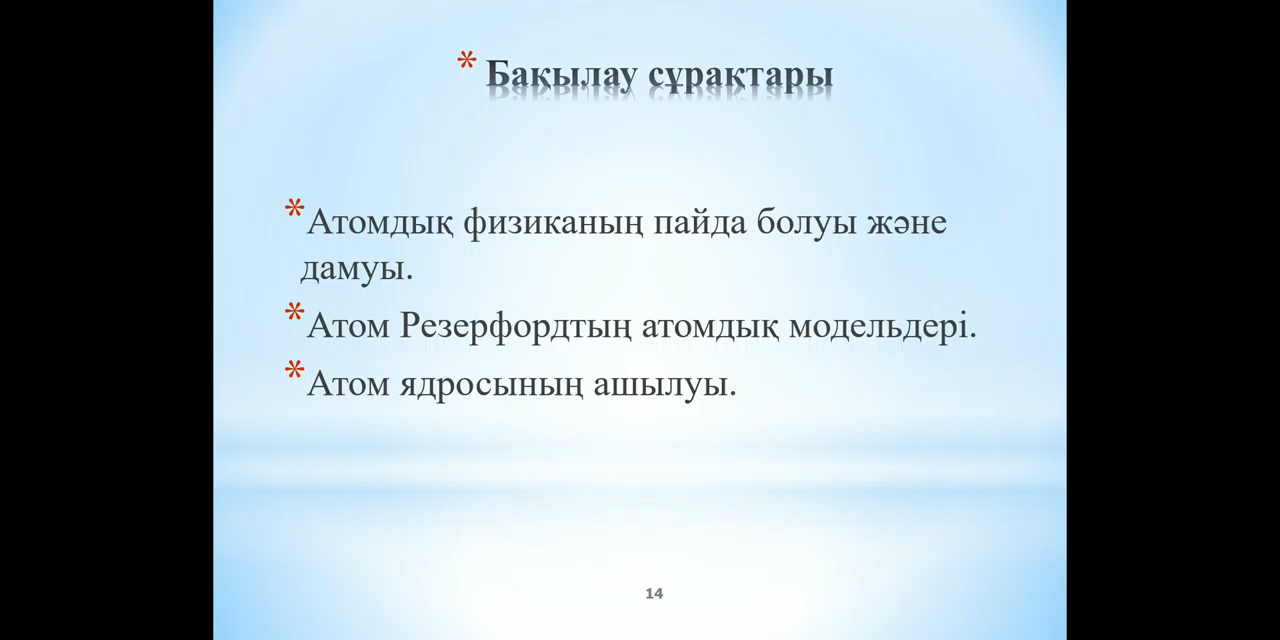 * Бақылау сұрақтары
* Атомдық физиканың пайда болуы және
дамуы.
* Атом Резерфордтың атомдық модельдері.
* Атом ядросының ашылуы.
14